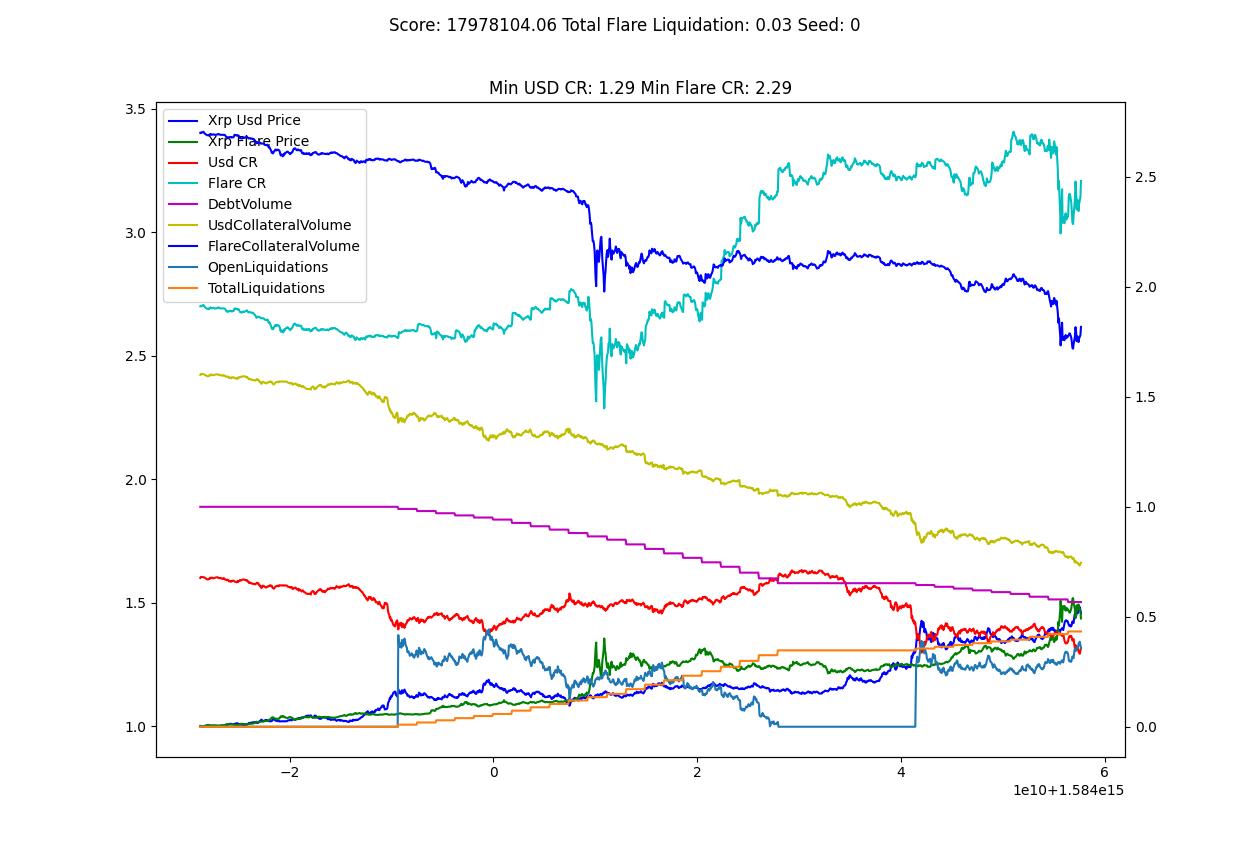 Score: 17978104.06 Total Flare Liquidation: 0.03 Seed: 0
Min USD CR: 1.29 Min Flare CR: 2.29
3.5
3.0
2.5
2.0
1.5
1.0
Xrp Usd Price
Xrp Flare Price
Usd CR
Flare CR
DebtVolume
UsdCollateralVolume
FlareCollateralVolume
OpenLiquidations
TotalLiquidations
2.5
2.0
1.5
1.0
0.5
0.0
−2 0 2 4 6
1e10+1.584e15